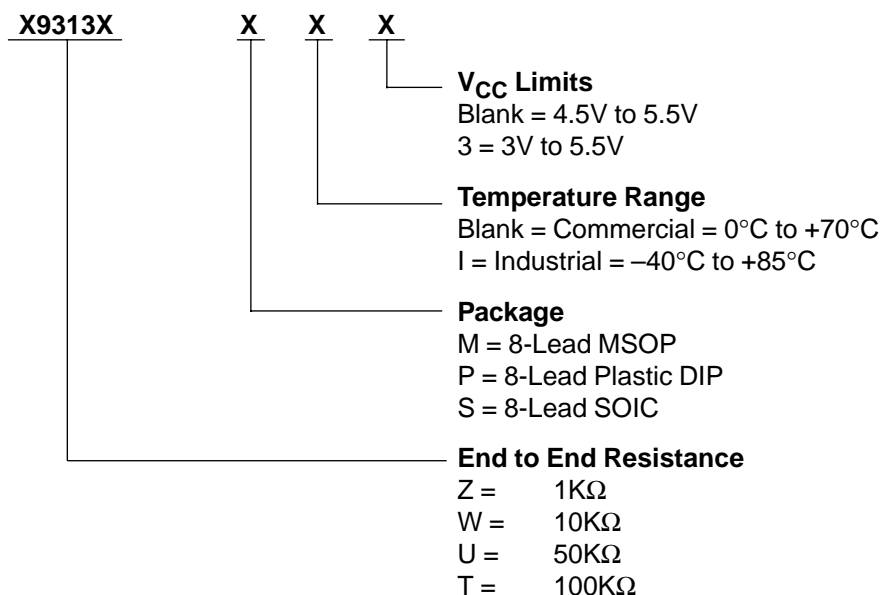 X9313X X X X
V_CC Limits
Blank = 4.5V to 5.5V
3 = 3V to 5.5V
Temperature Range
Blank = Commercial = 0°C to +70°C
I = Industrial = –40°C to +85°C
Package
M = 8-Lead MSOP
P = 8-Lead Plastic DIP
S = 8-Lead SOIC
End to End Resistance
Z = 1KΩ
W = 10KΩ
U = 50KΩ
T = 100KΩ